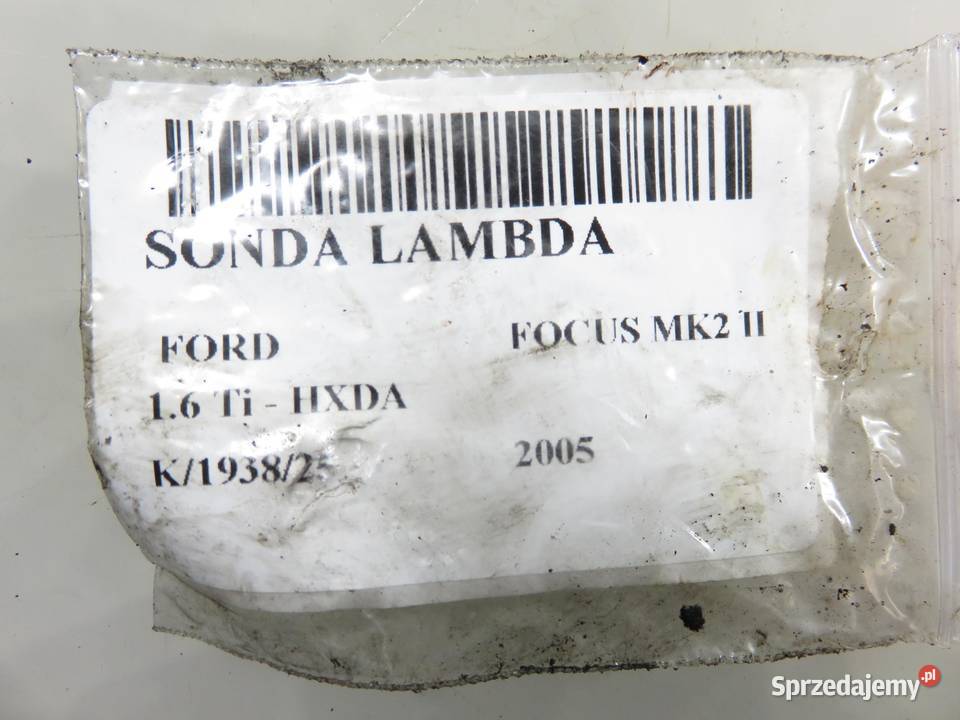 SONDA LAMBDA
FORD FOCUS MK2 II
1.6 Ti - HXDA
K/1938/25 2005
Sprzedajemy.pl